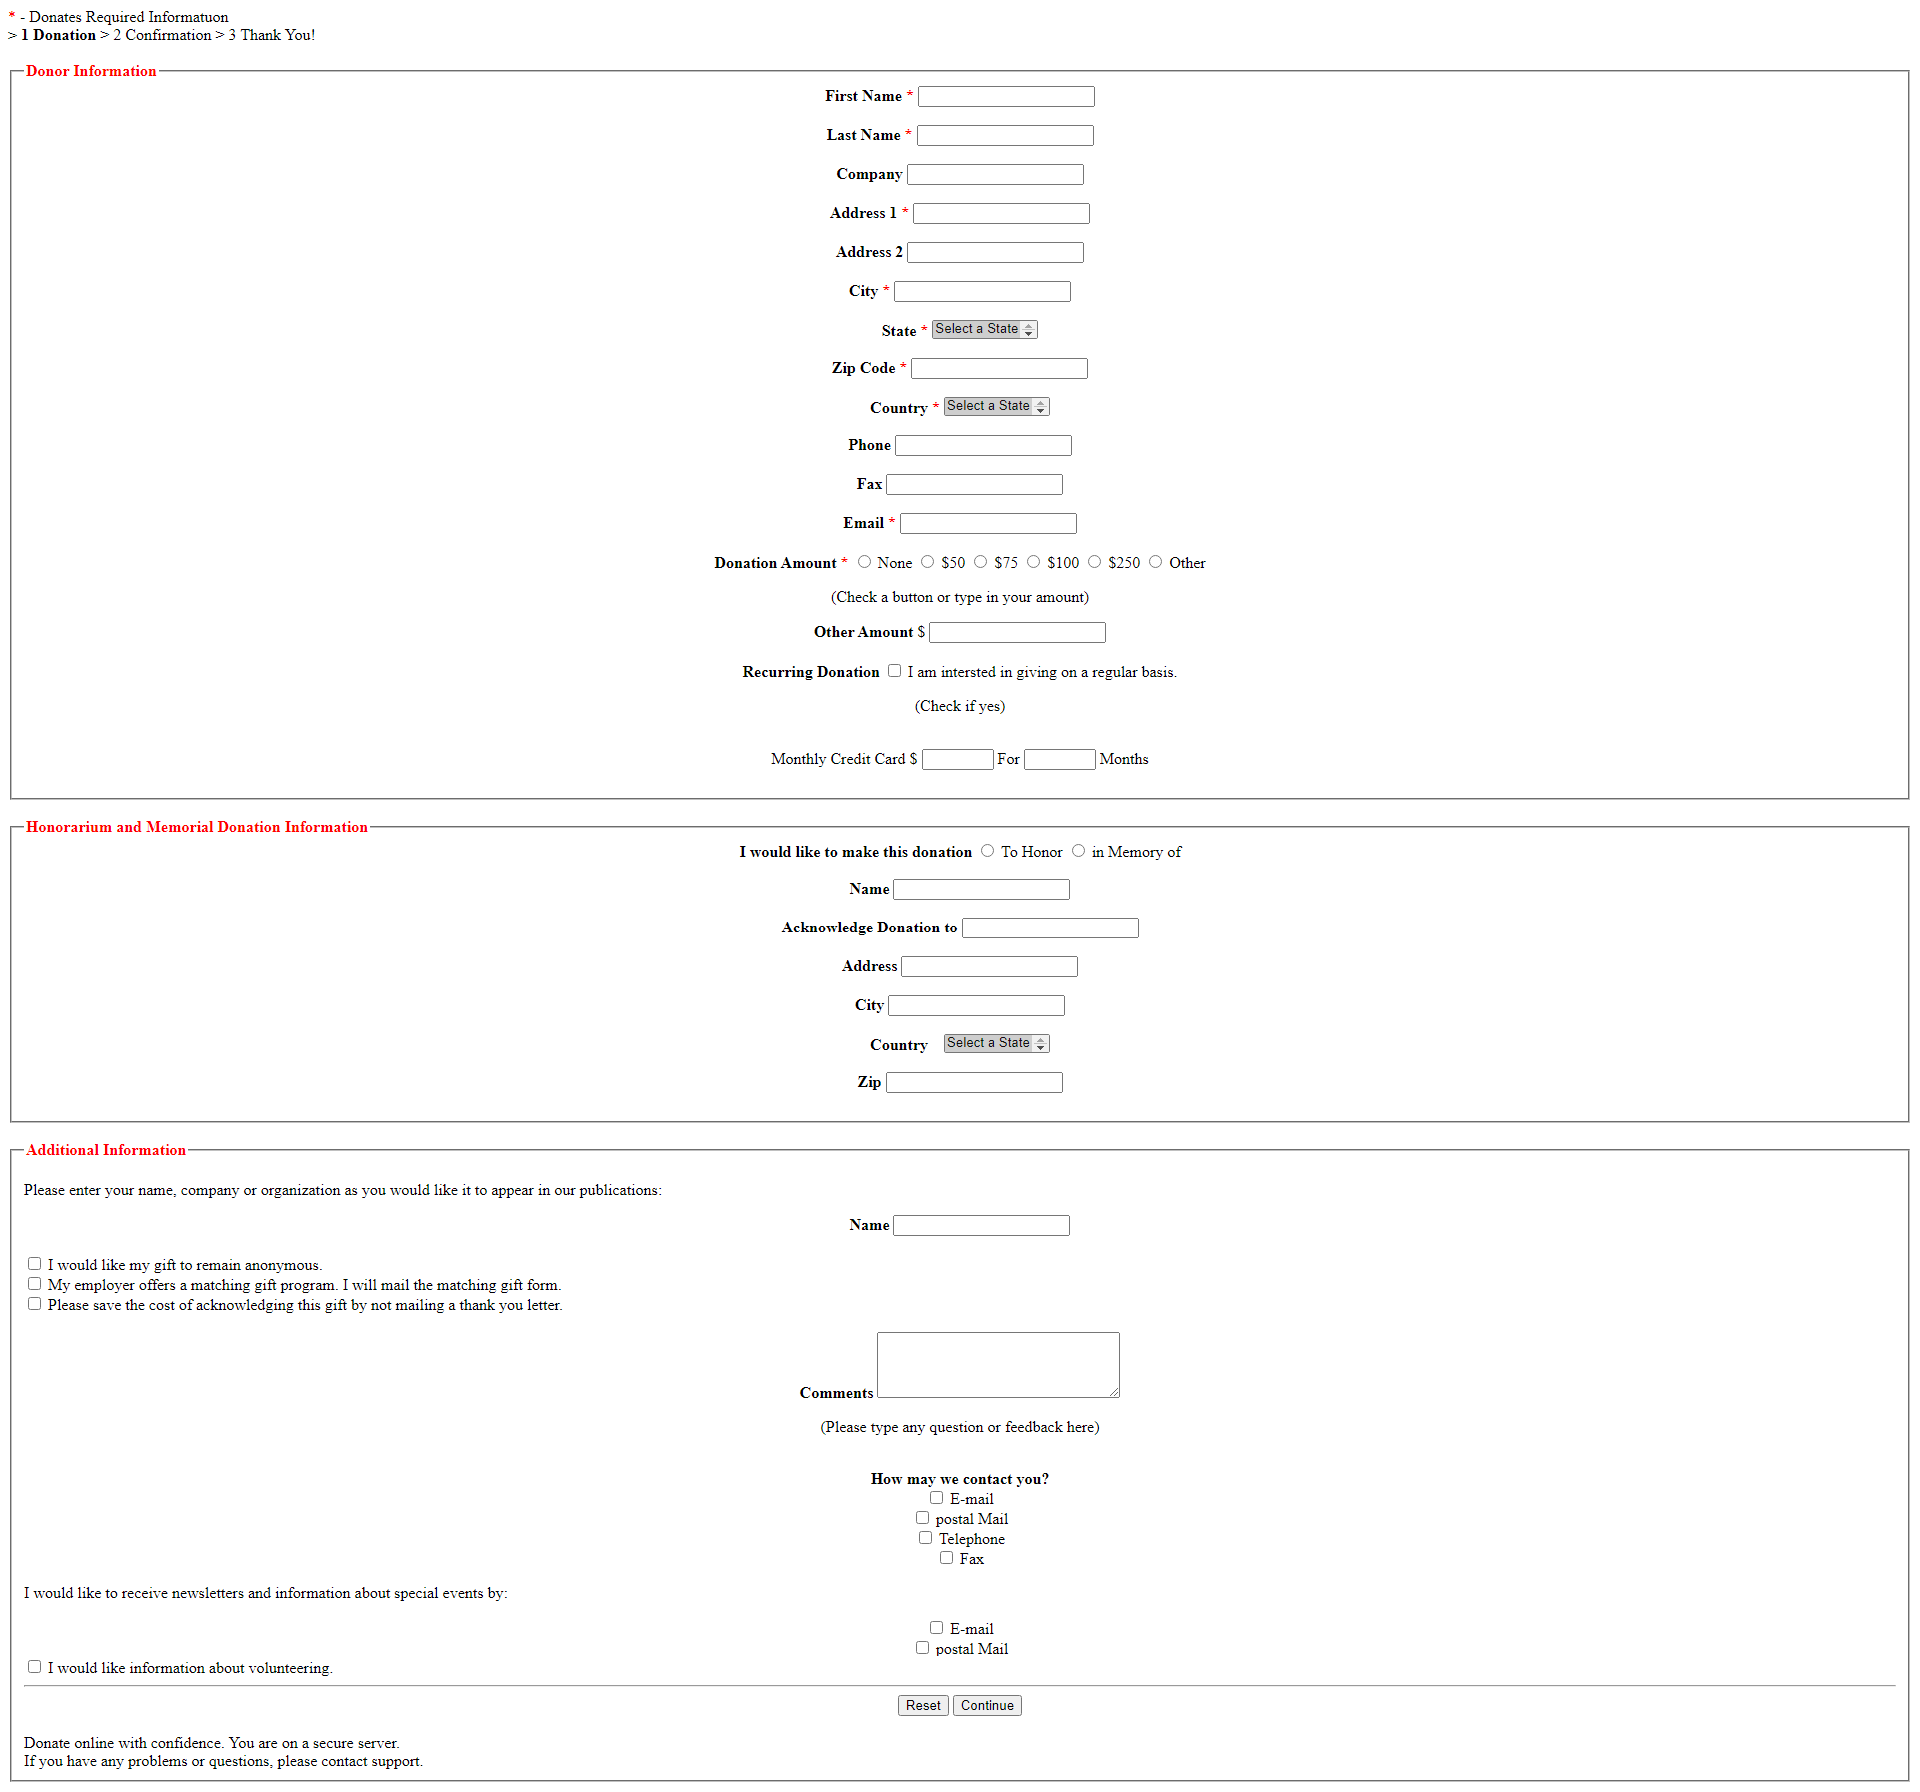 * - Donates Required Informatuon
> 1 Donation > 2 Confirmation > 3 Thank You!
Donor Information
First Name *
Last Name *
Company
Address 1 *
Address 2
City *
State * Select a State
Zip Code *
Country * Select a State
Phone
Fax
Email *
Donation Amount * None $50 $75 $100 $250 Other
(Check a button or type in your amount)
Other Amount $
Recurring Donation I am intersted in giving on a regular basis.
(Check if yes)
Monthly Credit Card $ For Months
Honorarium and Memorial Donation Information
I would like to make this donation To Honor in Memory of
Name
Acknowledge Donation to
Address
City
Country Select a State
Zip
Additional Information
Please enter your name, company or organization as you would like it to appear in our publications:
Name
I would like my gift to remain anonymous.
My employer offers a matching gift program. I will mail the matching gift form.
Please save the cost of acknowledging this gift by not mailing a thank you letter.
Comments
(Please type any question or feedback here)
How may we contact you?
E-mail
postal Mail
Telephone
Fax
I would like to receive newsletters and information about special events by:
E-mail
postal Mail
I would like information about volunteering.
Reset Continue
Donate online with confidence. You are on a secure server.
If you have any problems or questions, please contact support.